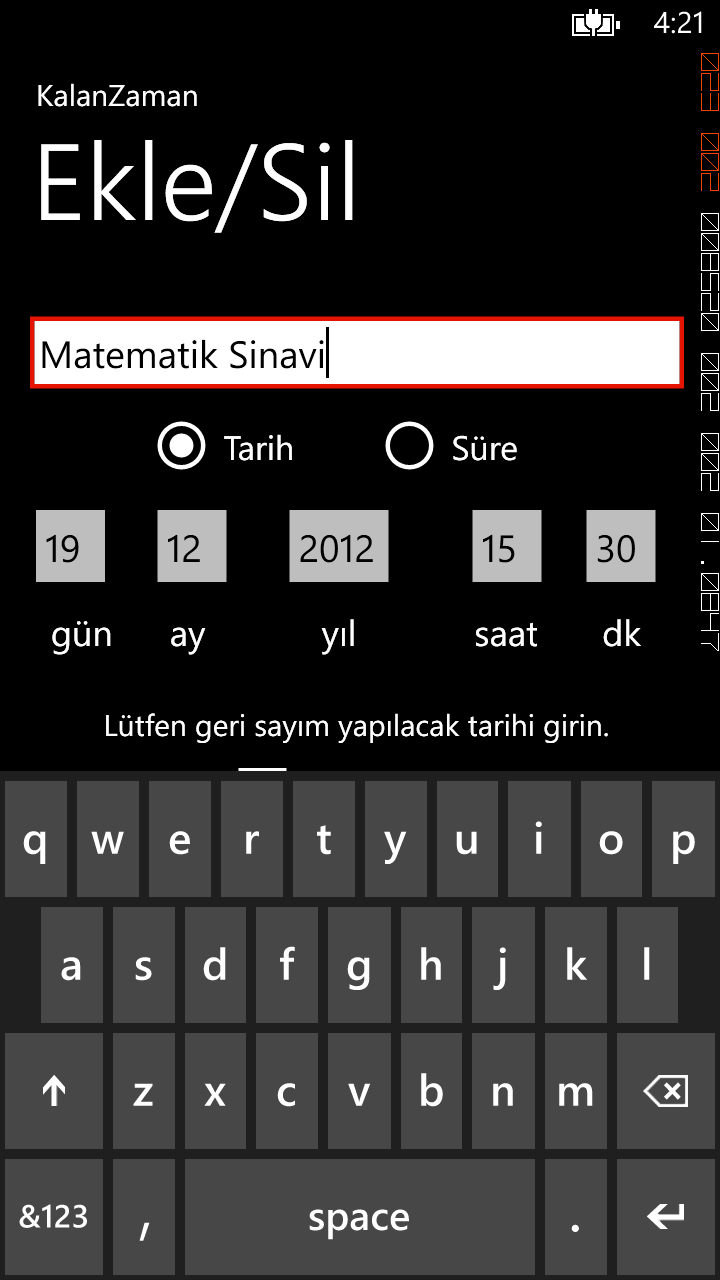 4:21
KalanZaman
Ekle/Sil
Matematik Sinavi
Tarih Süre
19 12 2012 15 30
gün ay yıl saat dk
Lütfen geri sayım yapılacak tarihi girin.
q w e r t y u i o p
a s d f g h j k l
z x c v b n m
&123 , space .